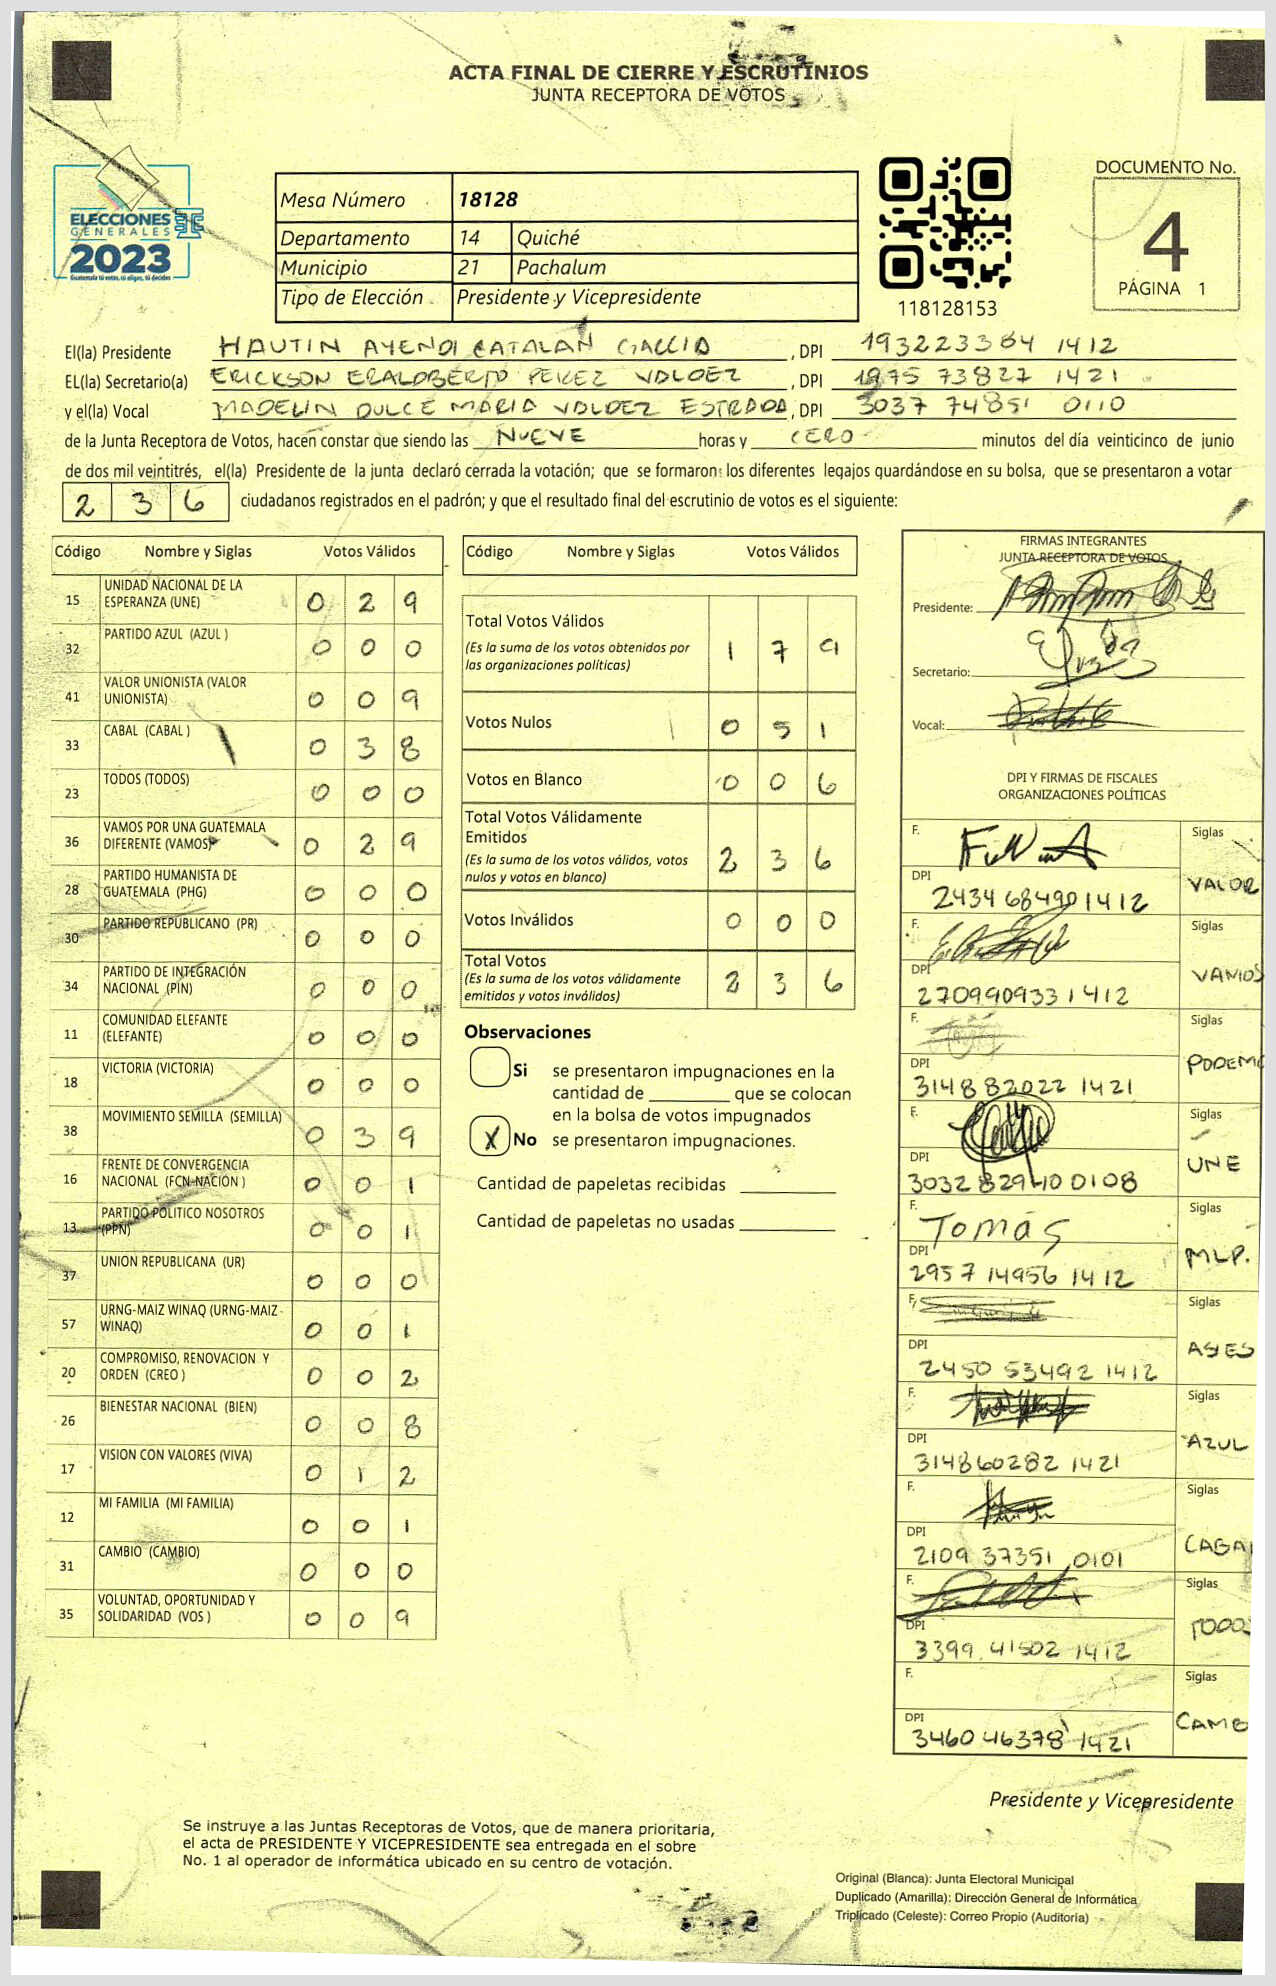 ACTA FINAL DE CIERRE Y ESCRUTINIOS
JUNTA RECEPTORA DE VOTOS
ELECCIONES
GENERALES
2023
Guatemala tú votas, tú eliges, tú decides
Mesa Número 18128
Departamento 14 Quiché
Municipio 21 Pachalum
Tipo de Elección Presidente y Vicepresidente
118128153
DOCUMENTO No.
4
PÁGINA 1
El(la) Presidente HAUTIN AYENDI CATALAN GARCIA, DPI 193223384 1412
EL(la) Secretario(a) ERICKSON ERALDBERTO PEREZ VALDEZ, DPI 1975 73827 1421
y el(la) Vocal MADELIN DULCE MARIA VALDEZ ESTRADA, DPI 3037 74851 0110
de la Junta Receptora de Votos, hacen constar que siendo las NUEVE horas y CERO minutos del día veinticinco de junio
de dos mil veintitrés, el(la) Presidente de la junta declaró cerrada la votación; que se formaron los diferentes legajos quardándose en su bolsa, que se presentaron a votar
236 ciudadanos registrados en el padrón; y que el resultado final del escrutinio de votos es el siguiente:
Código Nombre y Siglas Votos Válidos
15 UNIDAD NACIONAL DE LA ESPERANZA (UNE) 0 2 9
32 PARTIDO AZUL (AZUL ) 0 0 0
41 VALOR UNIONISTA (VALOR UNIONISTA) 0 0 9
33 CABAL (CABAL ) 0 3 8
23 TODOS (TODOS) 0 0 0
36 VAMOS POR UNA GUATEMALA DIFERENTE (VAMOS) 0 2 9
28 PARTIDO HUMANISTA DE GUATEMALA (PHG) 0 0 0
30 PARTIDO REPUBLICANO (PR) 0 0 0
34 PARTIDO DE INTEGRACIÓN NACIONAL (PIN) 0 0 0
11 COMUNIDAD ELEFANTE (ELEFANTE) 0 0 0
18 VICTORIA (VICTORIA) 0 0 0
38 MOVIMIENTO SEMILLA (SEMILLA) 0 3 9
16 FRENTE DE CONVERGENCIA NACIONAL (FCN-NACION ) 0 0 1
13 PARTIDO POLITICO NOSOTROS (PPN) 0 0 1
37 UNION REPUBLICANA (UR) 0 0 0
57 URNG-MAIZ WINAQ (URNG-MAIZ - WINAQ) 0 0 1
20 COMPROMISO, RENOVACION Y ORDEN (CREO ) 0 0 2
26 BIENESTAR NACIONAL (BIEN) 0 0 8
17 VISION CON VALORES (VIVA) 0 1 2
12 MI FAMILIA (MI FAMILIA) 0 0 1
31 CAMBIO (CAMBIO) 0 0 0
35 VOLUNTAD, OPORTUNIDAD Y SOLIDARIDAD (VOS ) 0 0 9
Código Nombre y Siglas Votos Válidos
Total Votos Válidos 1 7 9
(Es la suma de los votos obtenidos por
las organizaciones políticas)
Votos Nulos 0 5 1
Votos en Blanco 0 0 6
Total Votos Válidamente
Emitidos 2 3 6
(Es la suma de los votos válidos, votos
nulos y votos en blanco)
Votos Inválidos 0 0 0
Total Votos 2 3 6
(Es la suma de los votos válidamente
emitidos y votos inválidos)
Observaciones
Si se presentaron impugnaciones en la
cantidad de ________ que se colocan
en la bolsa de votos impugnados
X No se presentaron impugnaciones.
Cantidad de papeletas recibidas
Cantidad de papeletas no usadas
FIRMAS INTEGRANTES
JUNTA RECEPTORA DE VOTOS
Presidente:
Secretario:
Vocal:
DPI Y FIRMAS DE FISCALES
ORGANIZACIONES POLÍTICAS
F. Siglas
DPI 2434 68490 1412 VALOR
F. Siglas
DPI 270990933 1412 VAMOS
F. Siglas
DPI 3148 82022 1421 PODEMO
F. Siglas
DPI 3032 82940 0108 UNE
F. Tomás Siglas
DPI 2957 14956 1412 MLP.
F. Siglas
DPI 2450 53492 1412
F. Siglas
DPI 314860282 1421 AZUL
F. Siglas
DPI 2109 37351 0101 CABA
F. Siglas
DPI 3399 41502 1412 TODOS
F. Siglas
DPI 3460 46378 1421 CAMB
Presidente y Vicepresidente
Se instruye a las Juntas Receptoras de Votos, que de manera prioritaria,
el acta de PRESIDENTE Y VICEPRESIDENTE sea entregada en el sobre
No. 1 al operador de informática ubicado en su centro de votación.
Original (Blanca): Junta Electoral Municipal
Duplicado (Amarilla): Dirección General de Informática
Triplicado (Celeste): Correo Propio (Auditoría)